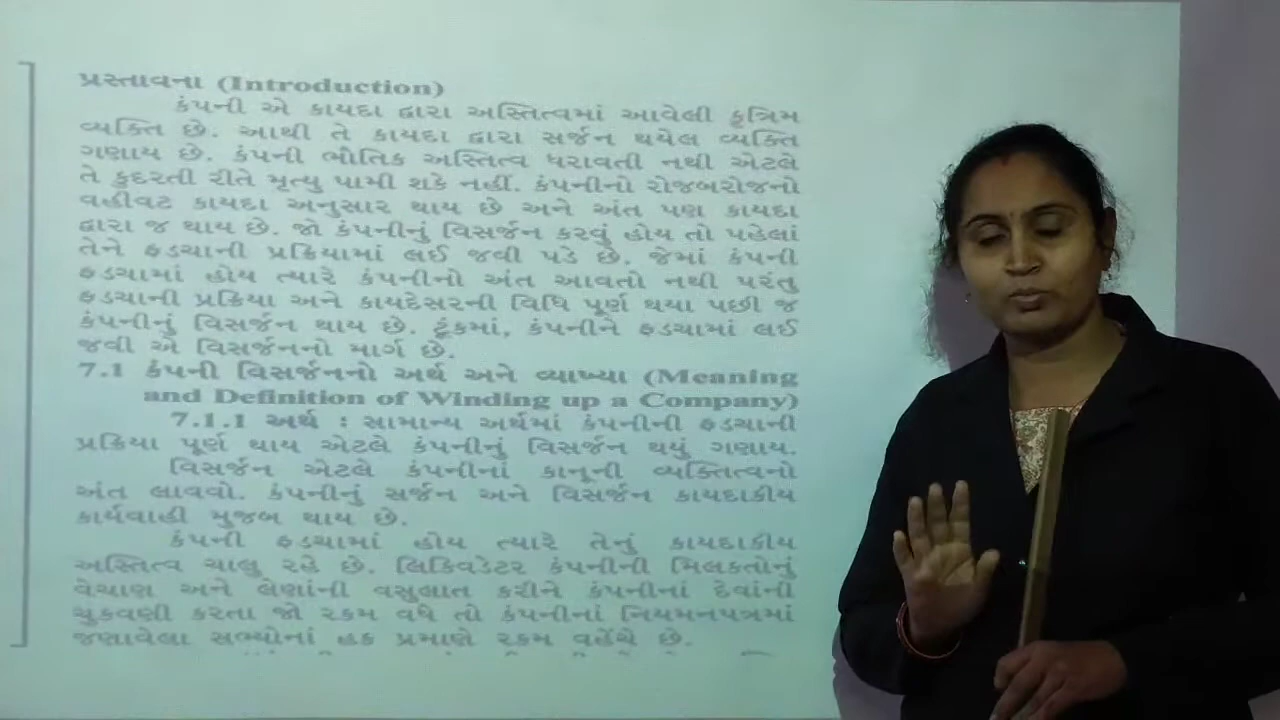 પ્રસ્તાવના (Introduction)
કંપની એ કાયદા દ્વારા અસ્તિત્વમાં આવેલી કૃત્રિમ
વ્યક્તિ છે. આથી તે કાયદા દ્વારા સર્જન થયેલ વ્યક્તિ
ગણાય છે. કંપની ભૌતિક અસ્તિત્વ ધરાવતી નથી એટલે
તે કુદરતી રીતે મૃત્યુ પામી શકે નહીં. કંપનીનો રોજબરોજનો
વહીવટ કાયદા અનુસાર થાય છે અને અંત પણ કાયદા
દ્વારા જ થાય છે. જો કંપનીનું વિસર્જન કરવું હોય તો પહેલાં
તેને ફડચાની પ્રક્રિયામાં લઈ જવી પડે છે. જેમાં કંપની
ફડચામાં હોય ત્યારે કંપનીનો અંત આવતો નથી પરંતુ
ફડચાની પ્રક્રિયા અને કાયદેસરની વિધિ પૂર્ણ થયા પછી જ
કંપનીનું વિસર્જન થાય છે. ટૂંકમાં, કંપનીને ફડચામાં લઈ
જવી એ વિસર્જનનો માર્ગ છે.
7.1 કંપની વિસર્જનનો અર્થ અને વ્યાખ્યા (Meaning
and Definition of Winding up a Company)
7.1.1 અર્થ : સામાન્ય અર્થમાં કંપનીની ફડચાની
પ્રક્રિયા પૂર્ણ થાય એટલે કંપનીનું વિસર્જન થયું ગણાય.
વિસર્જન એટલે કંપનીનાં કાનૂની વ્યક્તિત્વનો
અંત લાવવો. કંપનીનું સર્જન અને વિસર્જન કાયદાકીય
કાર્યવાહી મુજબ થાય છે.
કંપની ફડચામાં હોય ત્યારે તેનું કાયદાકીય
અસ્તિત્વ ચાલુ રહે છે. લિક્વિડેટર કંપનીની મિલકતોનું
વેચાણ અને લેણાંની વસુલાત કરીને કંપનીનાં દેવાંની
ચુકવણી કરતા જો રકમ વધે તો કંપનીનાં નિયમનપત્રમાં
જણાવેલા સભ્યોનાં હક પ્રમાણે રકમ વહેંચે છે.